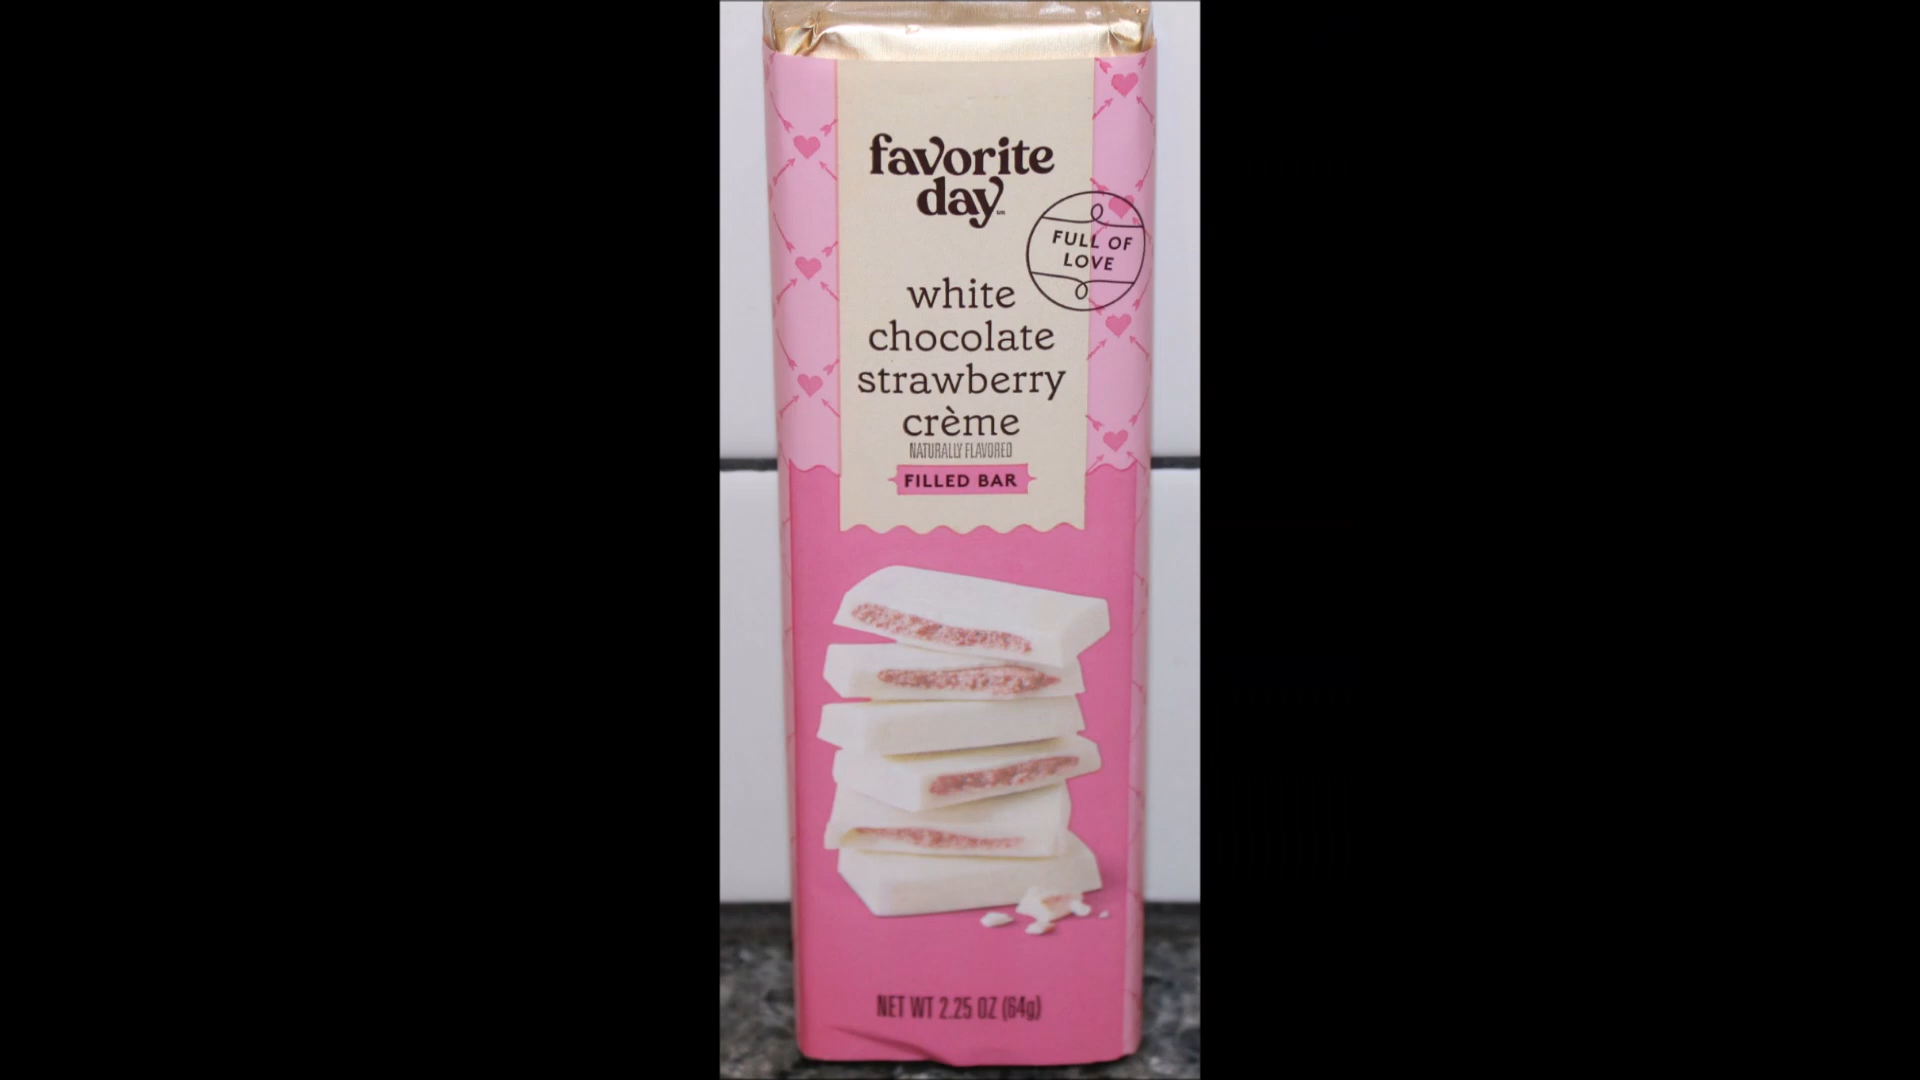 favorite
day
FULL OF
LOVE
white
chocolate
strawberry
crème
NATURALLY FLAVORED
FILLED BAR
NET WT 2.25 OZ (64g)